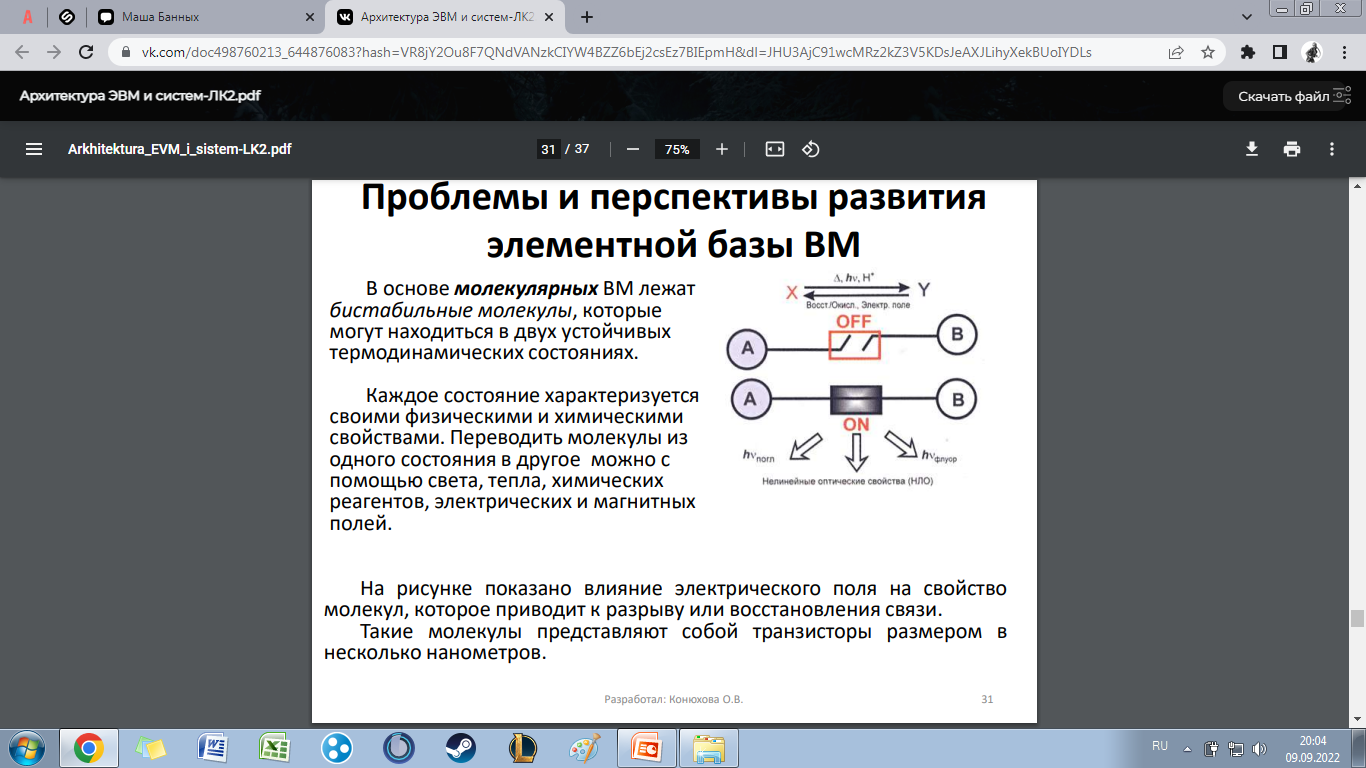 Маша Банных
Архитектура ЭВМ и систем-ЛК2
vk.com/doc498760213_644876083?hash=VR8jY2Ou8F7QNdVANzkCIYW4BZZ6bEj2csEz7BIEpmH&dl=JHU3AjC91wcMRz2kZ3V5KDsJeAXJLihyXekBUoIYDLs
Архитектура ЭВМ и систем-ЛК2.pdf
Скачать файл
Arkhitektura_EVM_i_sistem-LK2.pdf
31 / 37
75%
Проблемы и перспективы развития
элементной базы ВМ
В основе молекулярных ВМ лежат
бистабильные молекулы, которые
могут находиться в двух устойчивых
термодинамических состояниях.
Каждое состояние характеризуется
своими физическими и химическими
свойствами. Переводить молекулы из
одного состояния в другое можно с
помощью света, тепла, химических
реагентов, электрических и магнитных
полей.
Δ, hν, H⁺
X Y
Восст./Окисл., Электр. поле
OFF
A B
A B
ON
hνпогл hνфлуор
Нелинейные оптические свойства (НЛО)
На рисунке показано влияние электрического поля на свойство
молекул, которое приводит к разрыву или восстановления связи.
Такие молекулы представляют собой транзисторы размером в
несколько нанометров.
Разработал: Конюхова О.В. 31
RU
20:04
09.09.2022